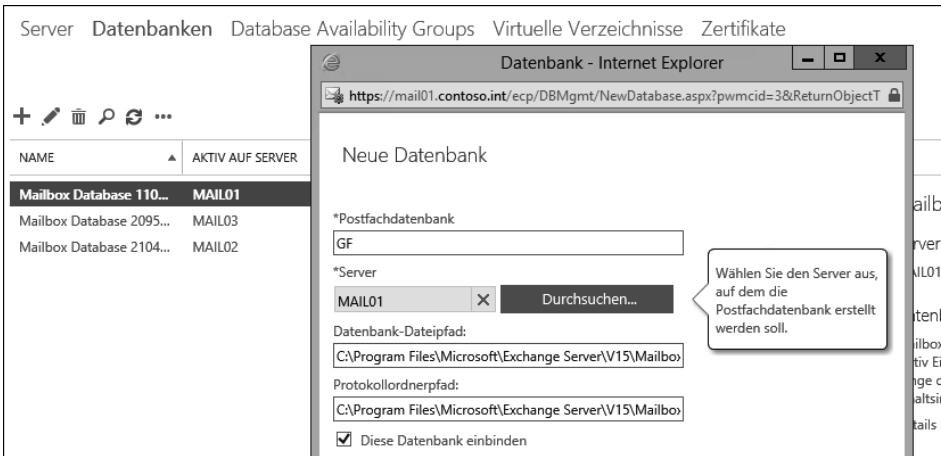 Server Datenbanken Database Availability Groups Virtuelle Verzeichnisse Zertifikate
Datenbank - Internet Explorer
https://mail01.contoso.int/ecp/DBMgmt/NewDatabase.aspx?pwmcid=3&ReturnObjectT
NAME AKTIV AUF SERVER
Mailbox Database 110... MAIL01
Mailbox Database 2095... MAIL03
Mailbox Database 2104... MAIL02
Neue Datenbank
*Postfachdatenbank
GF
*Server
MAIL01 Durchsuchen...
Wählen Sie den Server aus,
auf dem die
Postfachdatenbank erstellt
werden soll.
Datenbank-Dateipfad:
C:\Program Files\Microsoft\Exchange Server\V15\Mailbo
Protokollordnerpfad:
C:\Program Files\Microsoft\Exchange Server\V15\Mailbo
Diese Datenbank einbinden